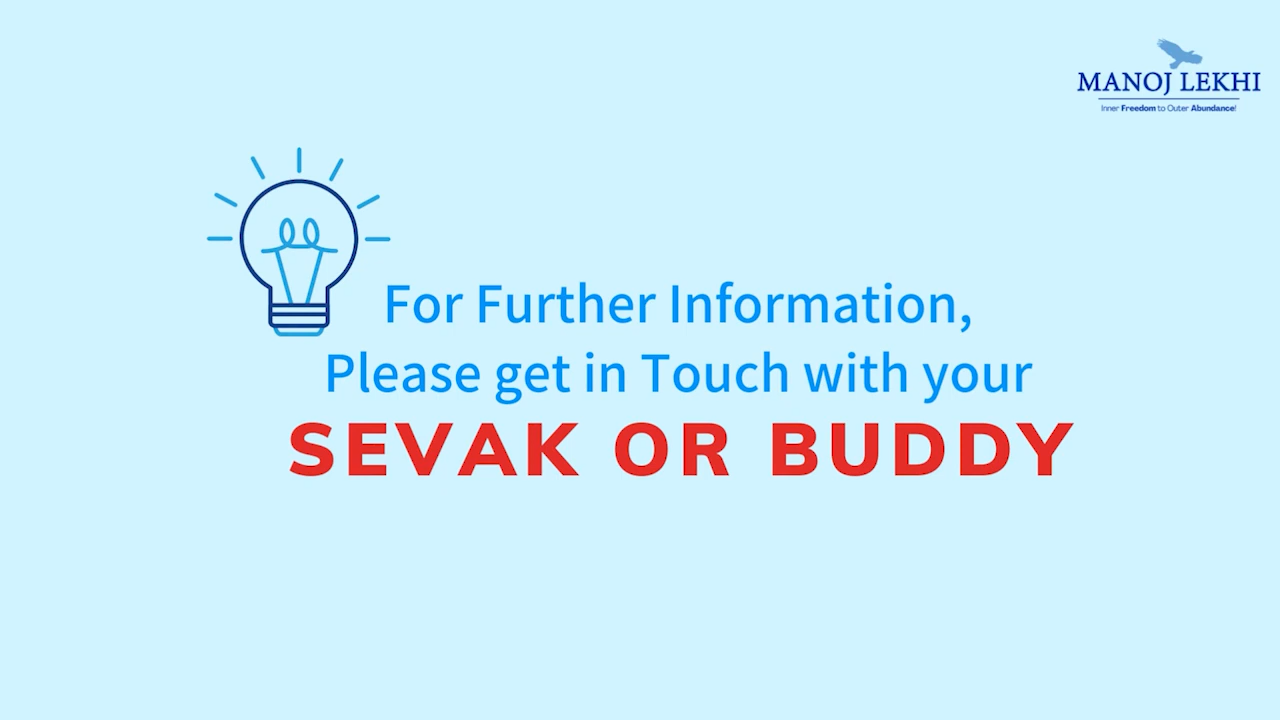 MANOJ LEKHI
Inner Freedom to Outer Abundance!
For Further Information,
Please get in Touch with your
SEVAK OR BUDDY